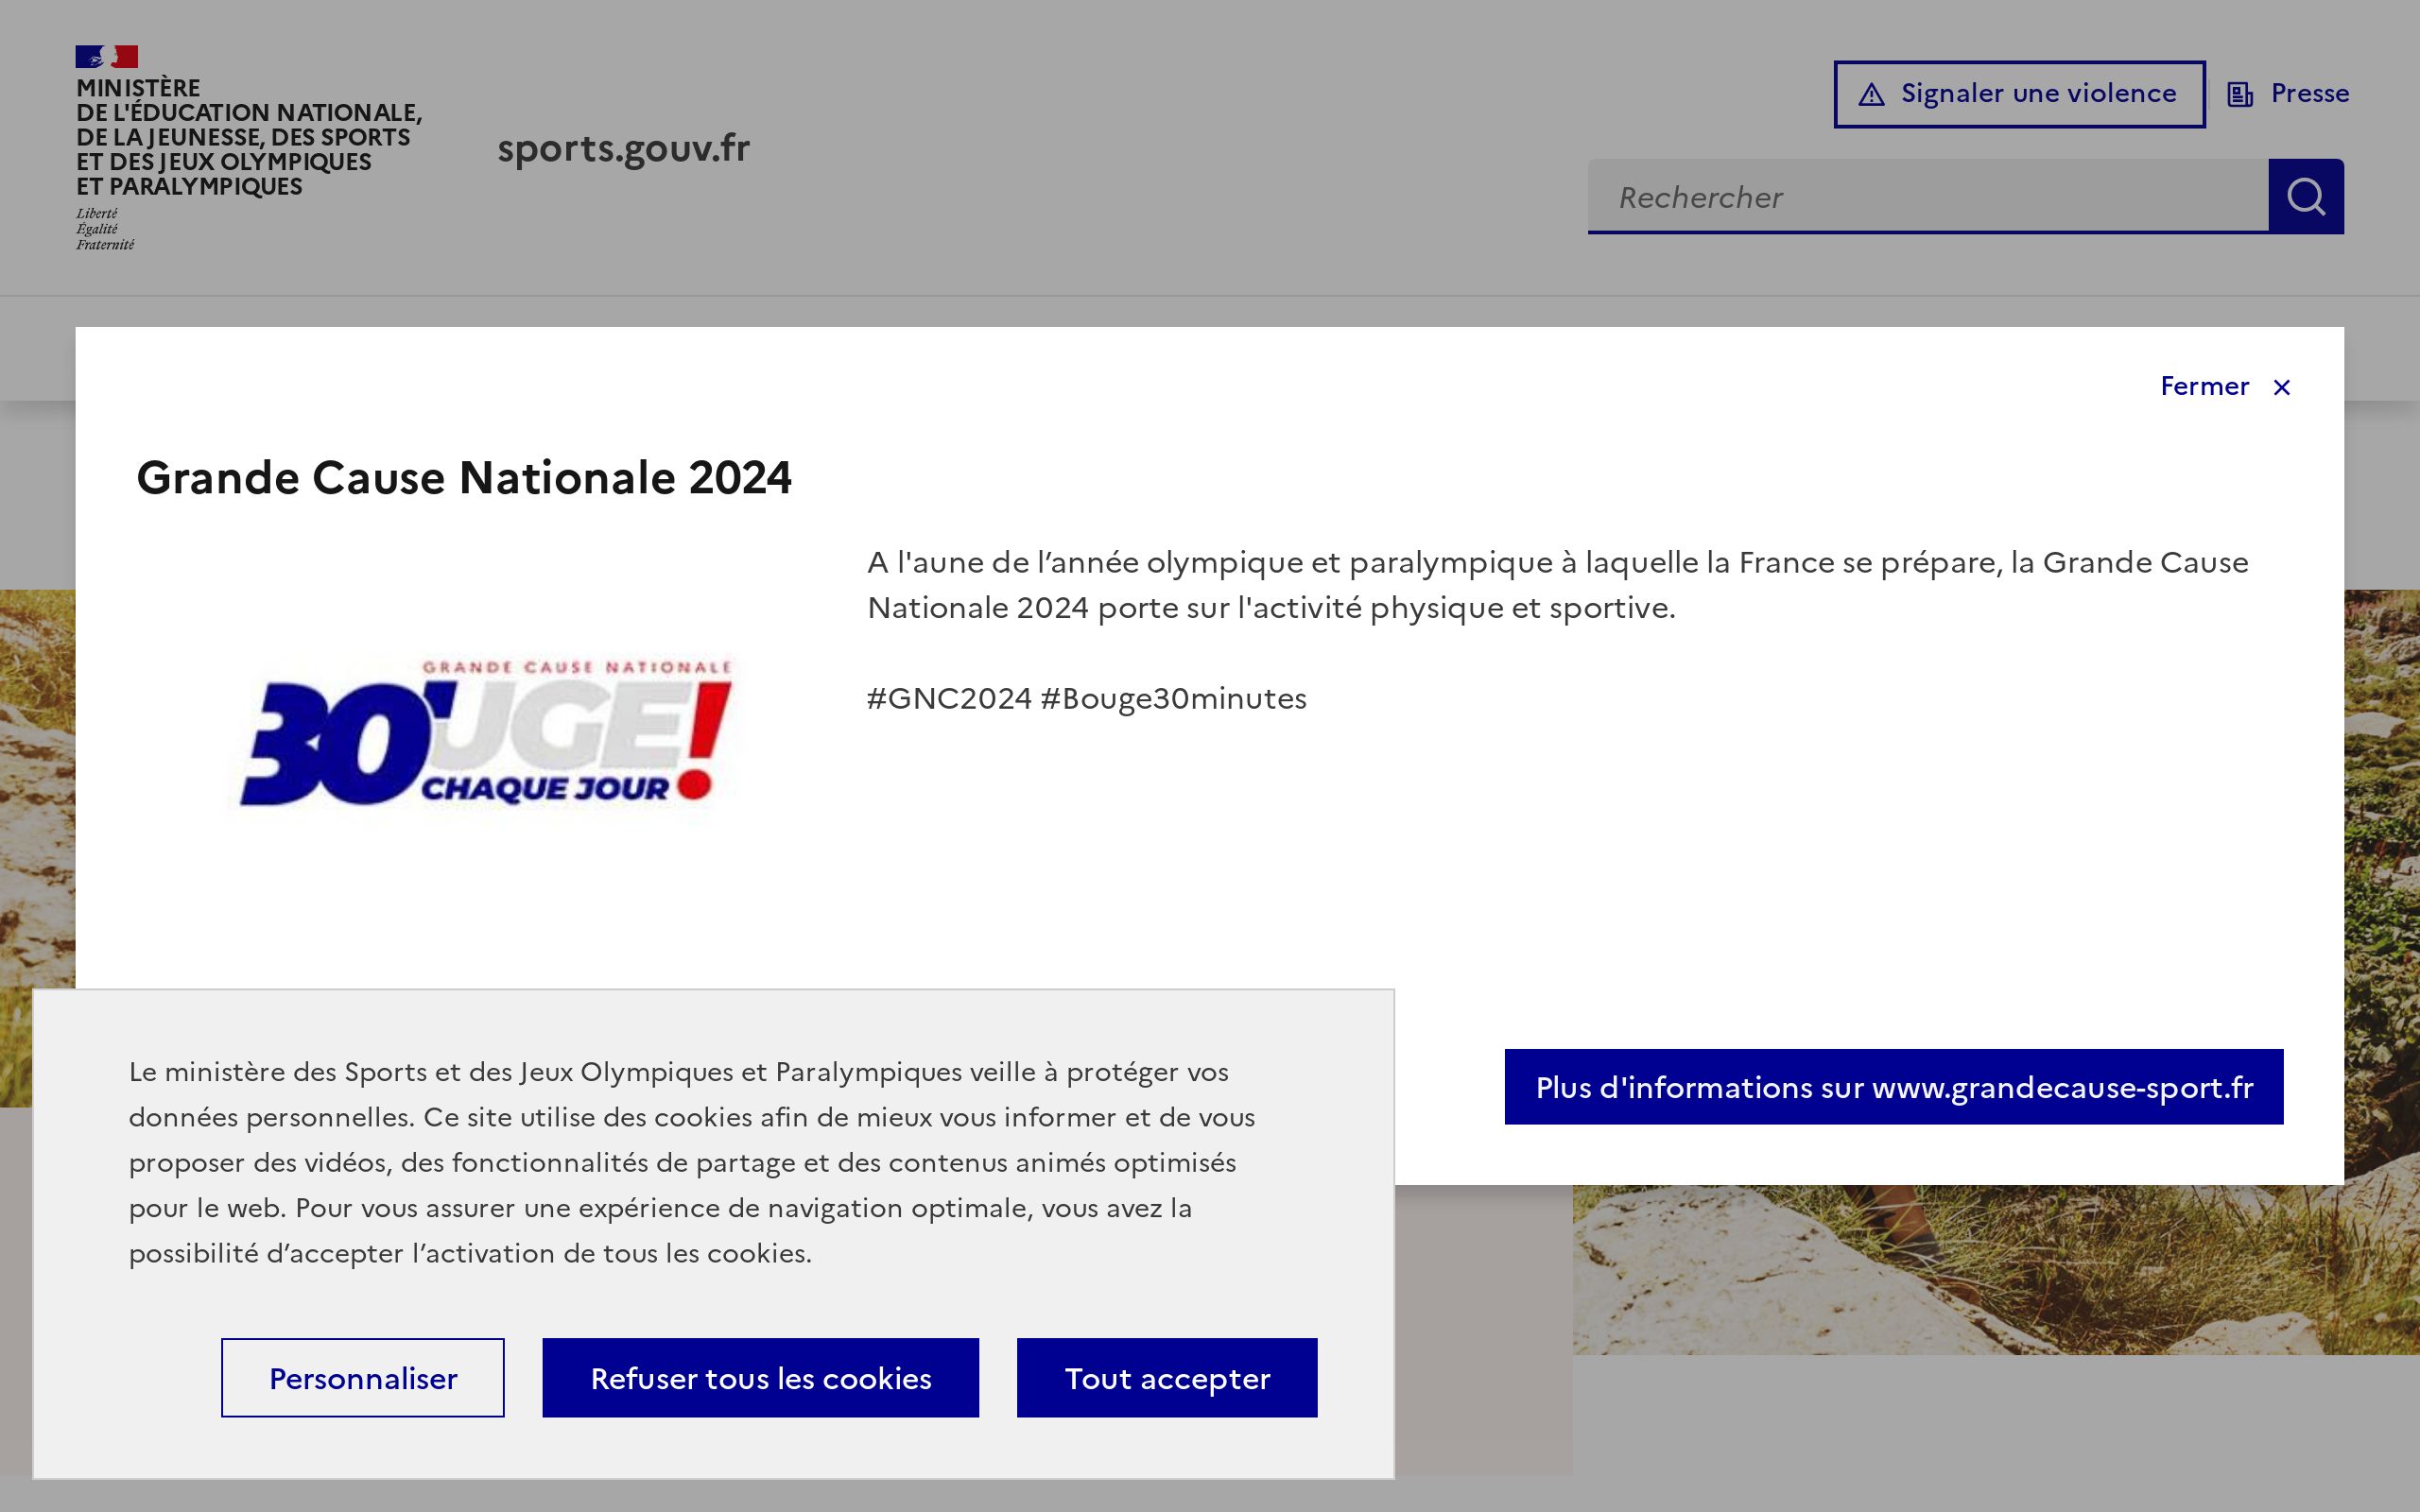 MINISTÈRE
DE L'ÉDUCATION NATIONALE,
DE LA JEUNESSE, DES SPORTS
ET DES JEUX OLYMPIQUES
ET PARALYMPIQUES
Liberté
Égalité
Fraternité
sports.gouv.fr
Signaler une violence
Presse
Rechercher
Fermer
Grande Cause Nationale 2024
GRANDE CAUSE NATIONALE
30'UGE!
CHAQUE JOUR
A l'aune de l’année olympique et paralympique à laquelle la France se prépare, la Grande Cause
Nationale 2024 porte sur l'activité physique et sportive.
#GNC2024 #Bouge30minutes
Plus d'informations sur www.grandecause-sport.fr
Le ministère des Sports et des Jeux Olympiques et Paralympiques veille à protéger vos
données personnelles. Ce site utilise des cookies afin de mieux vous informer et de vous
proposer des vidéos, des fonctionnalités de partage et des contenus animés optimisés
pour le web. Pour vous assurer une expérience de navigation optimale, vous avez la
possibilité d’accepter l’activation de tous les cookies.
Personnaliser
Refuser tous les cookies
Tout accepter